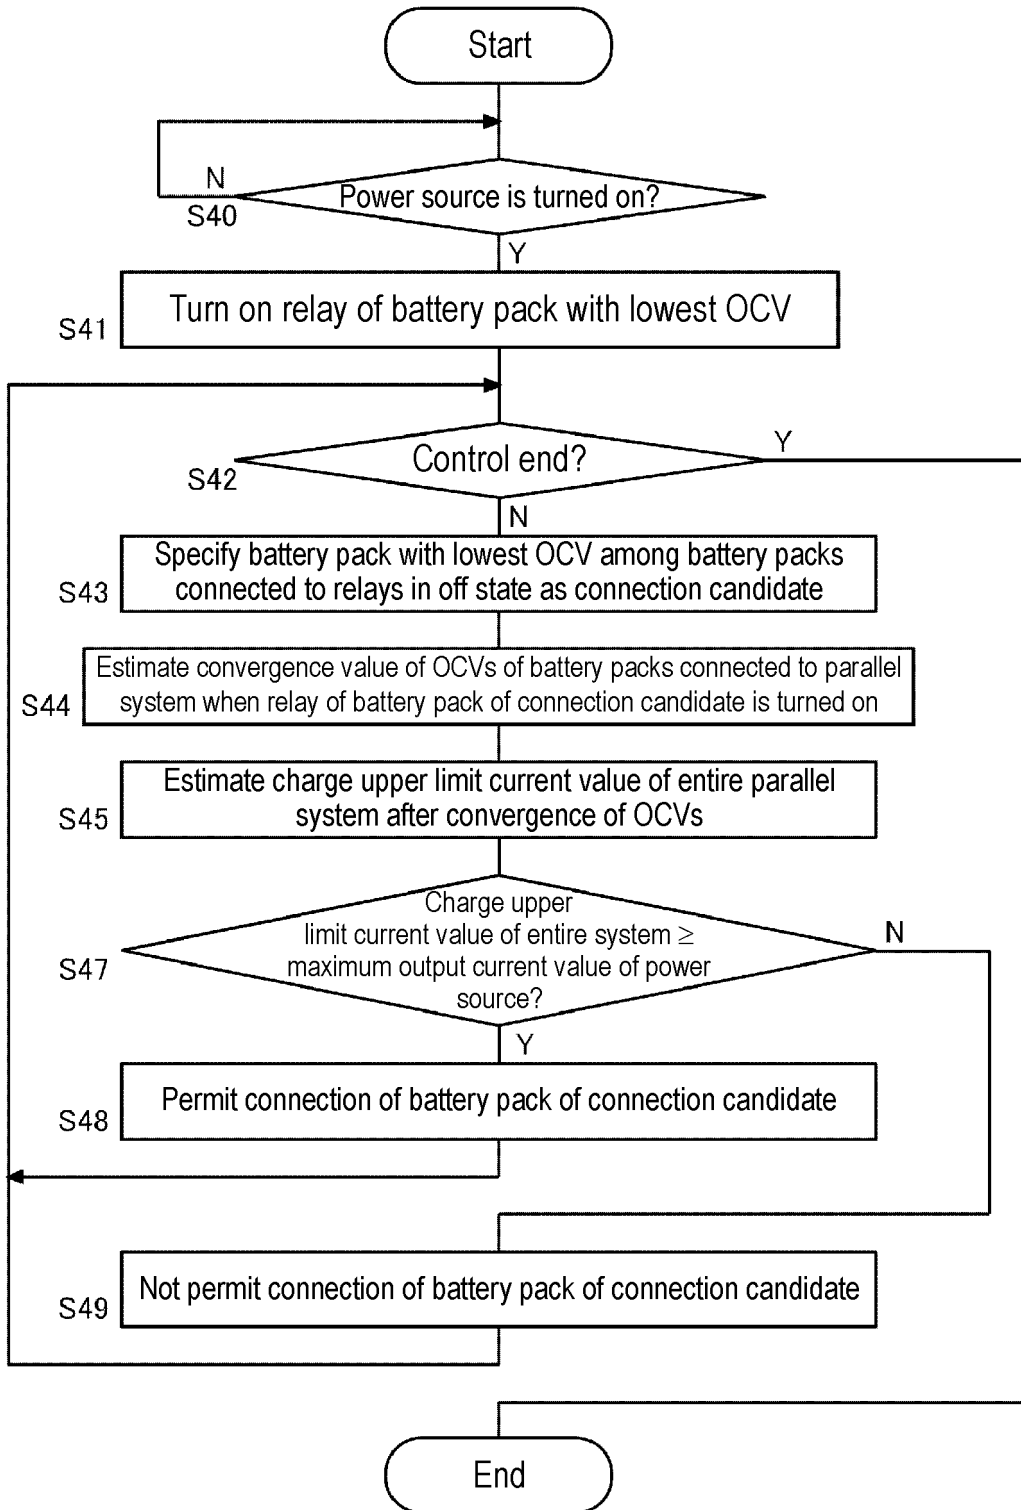 Start
N
S40
Power source is turned on?
Y
S41
Turn on relay of battery pack with lowest OCV
S42
Control end?
Y
N
S43
Specify battery pack with lowest OCV among battery packs
connected to relays in off state as connection candidate
S44
Estimate convergence value of OCVs of battery packs connected to parallel
system when relay of battery pack of connection candidate is turned on
S45
Estimate charge upper limit current value of entire parallel
system after convergence of OCVs
S47
Charge upper
limit current value of entire system ≥
maximum output current value of power
source?
N
Y
S48
Permit connection of battery pack of connection candidate
S49
Not permit connection of battery pack of connection candidate
End